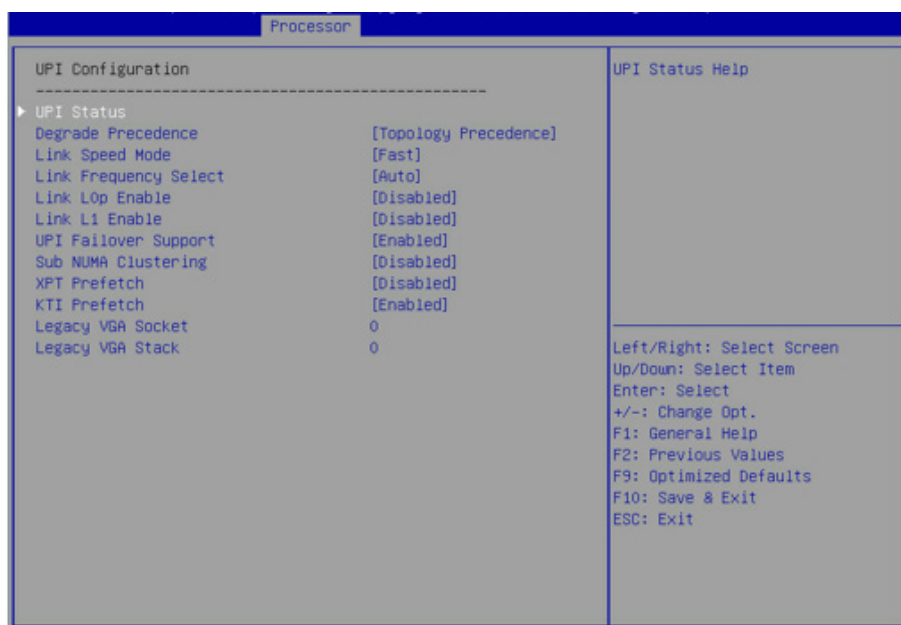 Processor
UPI Configuration
--------------------------------------------------
UPI Status
Degrade Precedence [Topology Precedence]
Link Speed Mode [Fast]
Link Frequency Select [Auto]
Link L0p Enable [Disabled]
Link L1 Enable [Disabled]
UPI Failover Support [Enabled]
Sub NUMA Clustering [Disabled]
XPT Prefetch [Disabled]
KTI Prefetch [Enabled]
Legacy VGA Socket 0
Legacy VGA Stack 0
UPI Status Help
Left/Right: Select Screen
Up/Down: Select Item
Enter: Select
+/-: Change Opt.
F1: General Help
F2: Previous Values
F9: Optimized Defaults
F10: Save & Exit
ESC: Exit